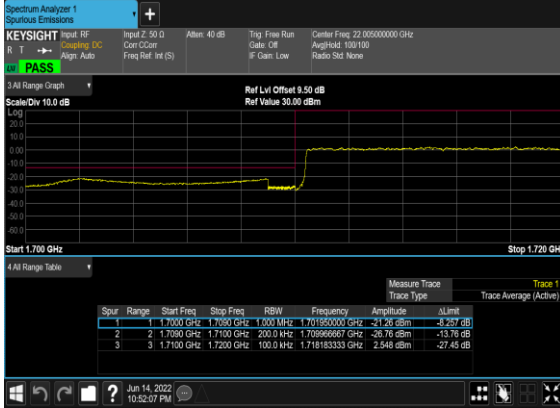 Spectrum Analyzer 1
Spurious Emissions
KEYSIGHT Input: RF Input Z: 50 Ω Atten: 40 dB Trig: Free Run Center Freq: 22.005000000 GHz
R T Coupling: DC Corr CCorr Gate: Off Avg|Hold: 100/100
Align: Auto Freq Ref: Int (S) IF Gain: Low Radio Std: None
LXI PASS
3 All Range Graph
Ref Lvl Offset 9.50 dB
Scale/Div 10.0 dB Ref Value 30.00 dBm
Log
20.0
10.0
0.00
-10.0
-20.0
-30.0
-40.0
-50.0
-60.0
Start 1.700 GHz Stop 1.720 GH
4 All Range Table
Measure Trace Trace 1
Trace Type Trace Average (Active)
Spur Range Start Freq Stop Freq RBW Frequency Amplitude ΔLimit
1 1 1.7000 GHz 1.7090 GHz 1.000 MHz 1.701950000 GHz -21.26 dBm -8.257 dB
2 2 1.7090 GHz 1.7100 GHz 200.0 kHz 1.709966667 GHz -26.76 dBm -13.76 dB
3 3 1.7100 GHz 1.7200 GHz 100.0 kHz 1.718183333 GHz 2.548 dBm -27.45 dB
? Jun 14, 2022
10:52:07 PM